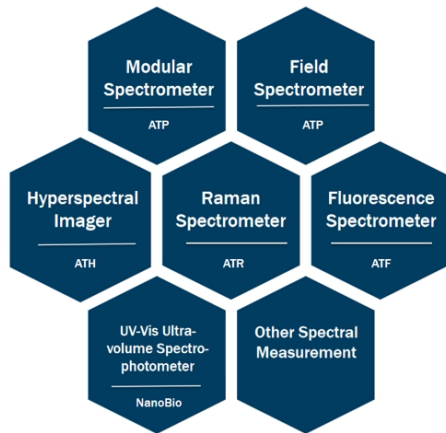 Modular
Spectrometer
ATP
Field
Spectrometer
ATP
Hyperspectral
Imager
ATH
Raman
Spectrometer
ATR
Fluorescence
Spectrometer
ATF
UV-Vis Ultra-
volume Spectro-
photometer
NanoBio
Other Spectral
Measurement